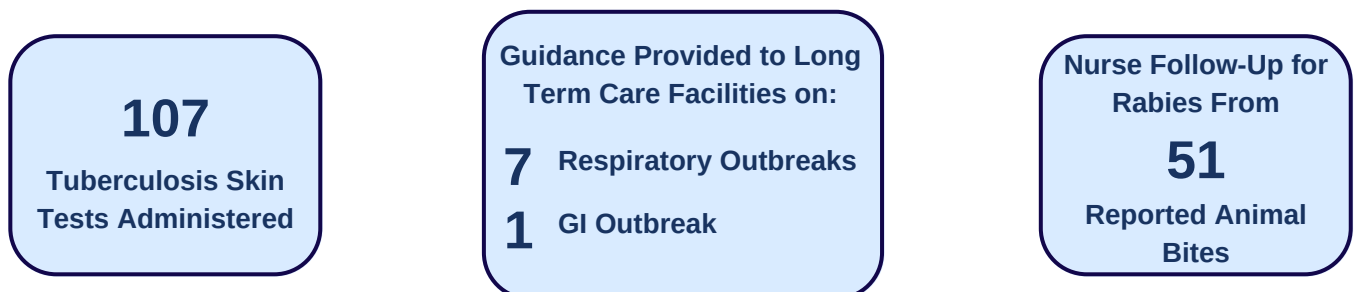 107
Tuberculosis Skin
Tests Administered
Guidance Provided to Long
Term Care Facilities on:
7 Respiratory Outbreaks
1 GI Outbreak
Nurse Follow-Up for
Rabies From
51
Reported Animal
Bites